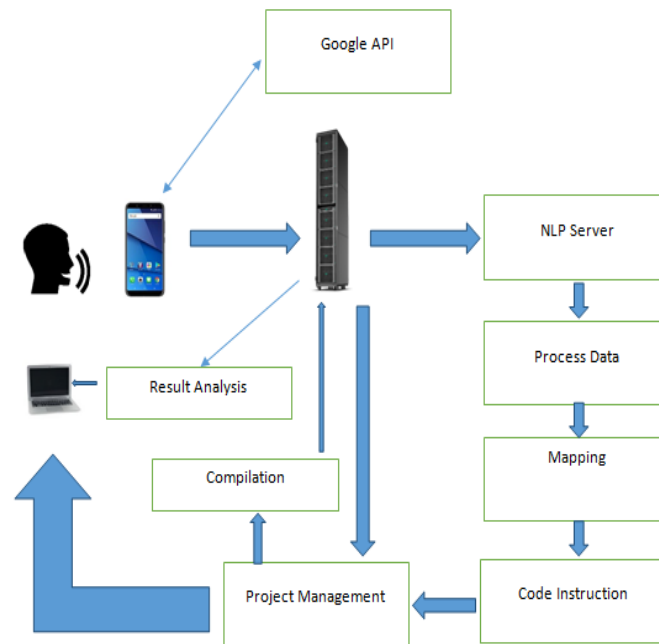 Google API
NLP Server
Process Data
Result Analysis
Mapping
Compilation
Project Management
Code Instruction